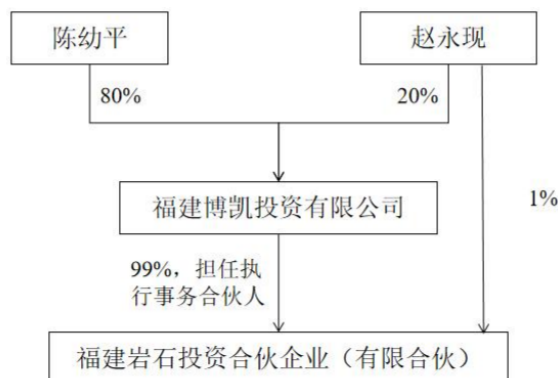 陈幼平
赵永现
80%
20%
福建博凯投资有限公司
1%
99%，担任执
行事务合伙人
福建岩石投资合伙企业（有限合伙）